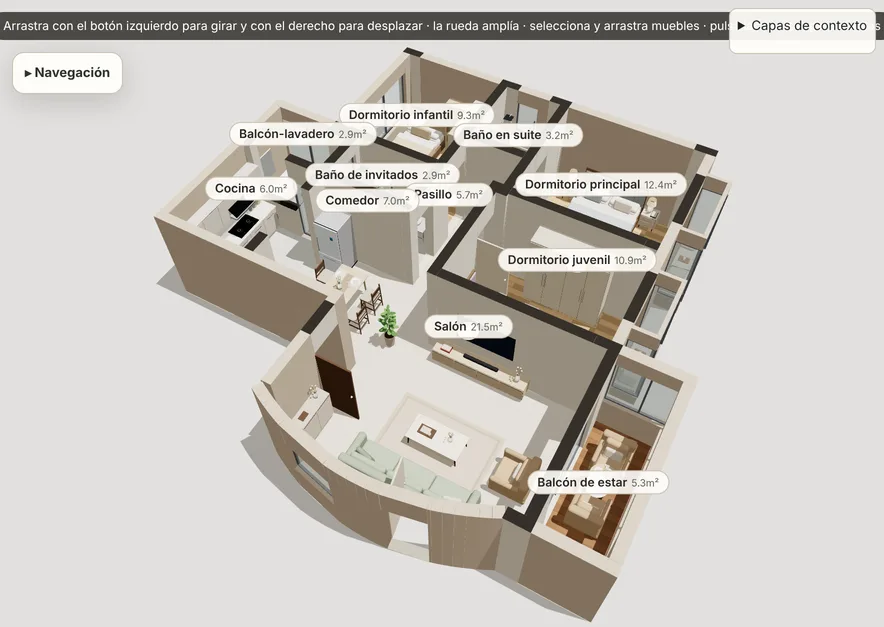 Arrastra con el botón izquierdo para girar y con el derecho para desplazar · la rueda amplía · selecciona y arrastra muebles ·
▶ Capas de contexto
▸ Navegación
Dormitorio infantil 9.3m²
Balcón-lavadero 2.9m²
Baño en suite 3.2m²
Baño de invitados 2.9m²
Cocina 6.0m²
Comedor 7.0m²
Pasillo 5.7m²
Dormitorio principal 12.4m²
Dormitorio juvenil 10.9m²
Salón 21.5m²
Balcón de estar 5.3m²